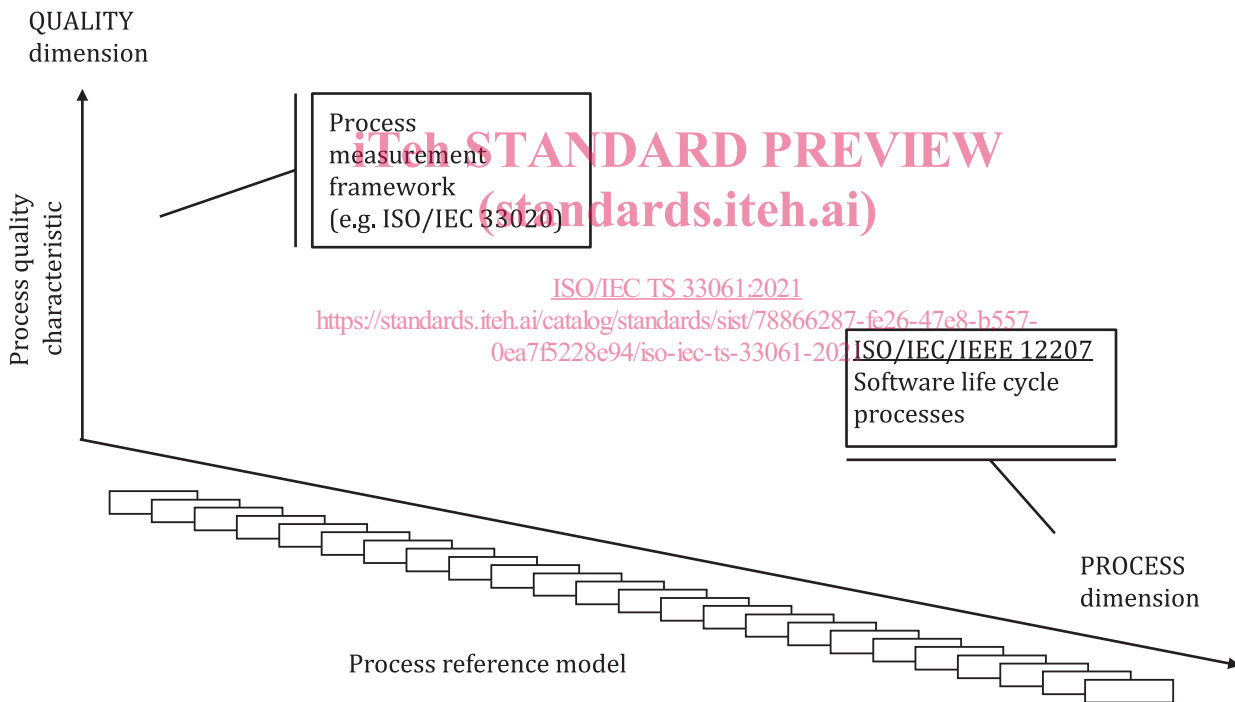 QUALITY
dimension
Process
measurement
framework
(e.g. ISO/IEC 33020)
iTeh STANDARD PREVIEW
(standards.iteh.ai)
Process quality
characteristic
ISO/IEC TS 33061:2021
https://standards.iteh.ai/catalog/standards/sist/78866287-fe26-47e8-b557-
0ea7f5228e94/iso-iec-ts-33061-2021
ISO/IEC/IEEE 12207
Software life cycle
processes
PROCESS
dimension
Process reference model